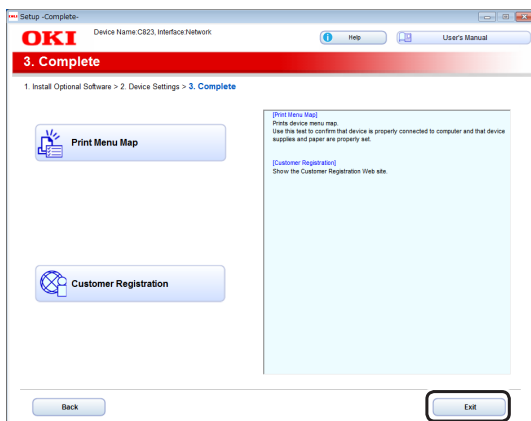 Setup -Complete-
OKI
Device Name:C823, Interface:Network
Help
User's Manual
3. Complete
1. Install Optional Software > 2. Device Settings > 3. Complete
Print Menu Map
Customer Registration
[Print Menu Map]
Prints device menu map.
Use this test to confirm that device is properly connected to computer and that device
supplies and paper are properly set.
[Customer Registration]
Show the Customer Registration Web site.
Back
Exit